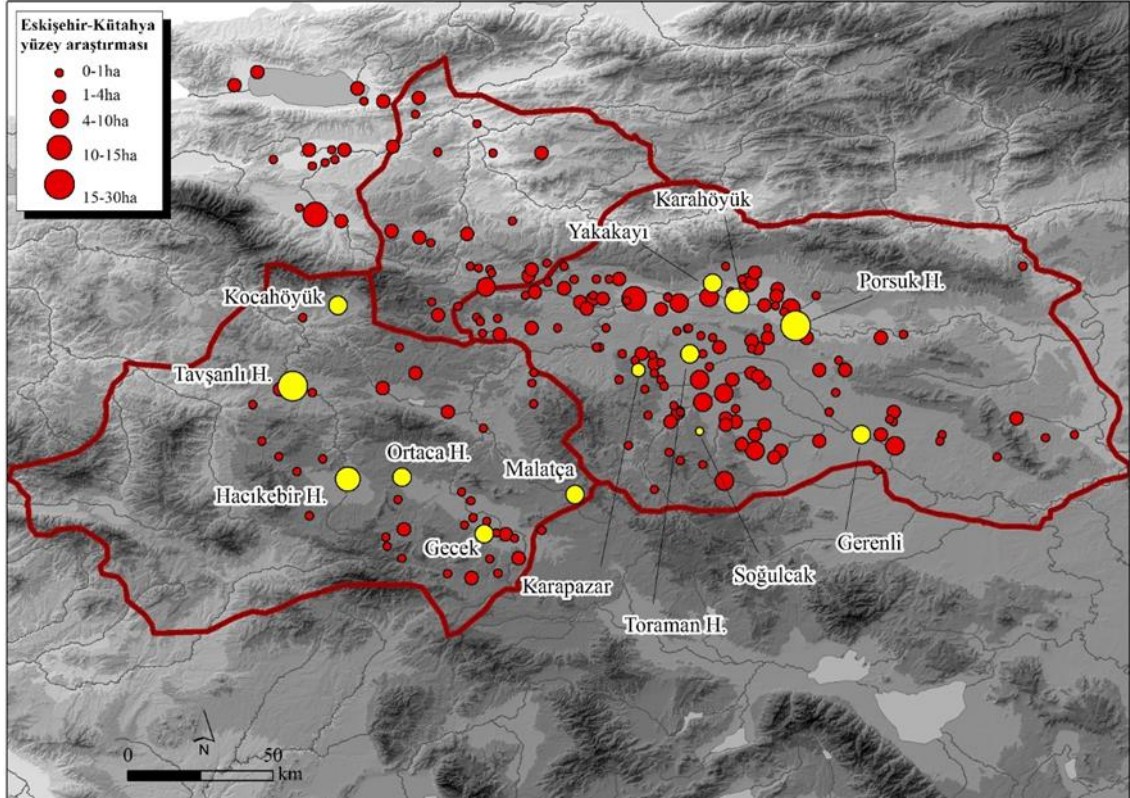 Eskişehir-Kütahya
yüzey araştırması
0-1ha
1-4ha
4-10ha
10-15ha
15-30ha
Karahöyük
Yakakayı
Porsuk H.
Kocahöyük
Tavşanlı H.
Ortaca H.
Malatça
Hacıkebir H.
Gecek
Gerenli
Karapazar
Soğulcak
Toraman H.
N
0 50
km